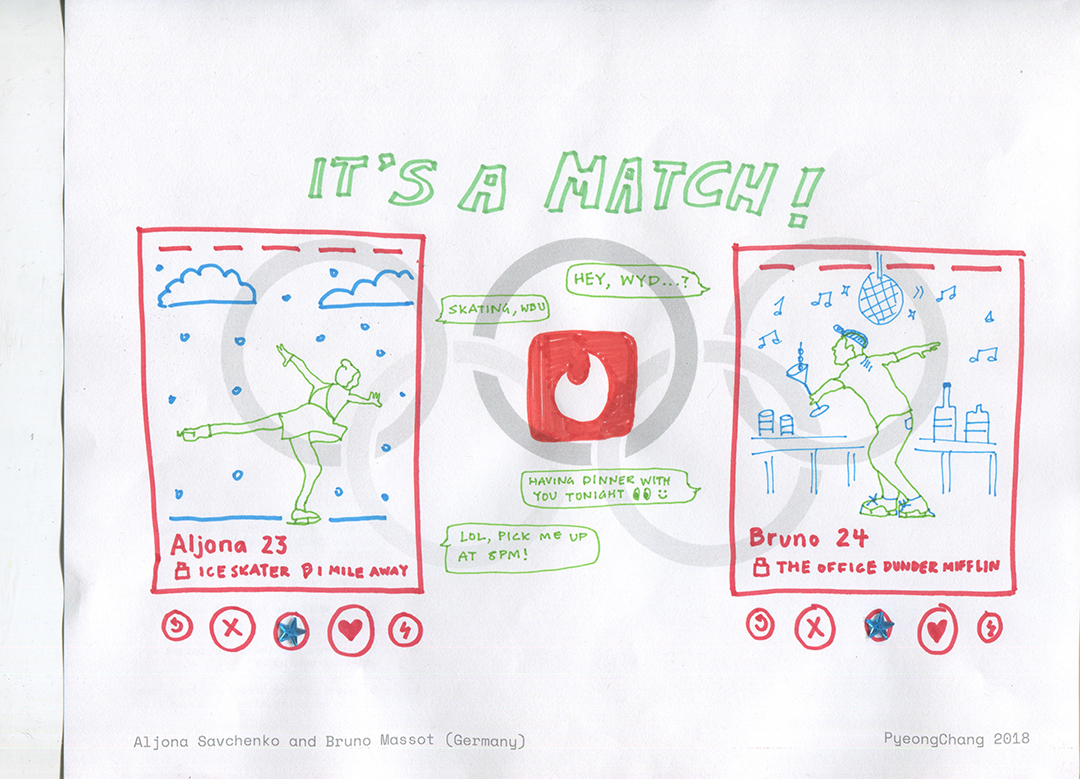 IT'S A MATCH!
HEY, WYD...?
SKATING, WBU
HAVING DINNER WITH
YOU TONIGHT
LOL, PICK ME UP
AT 8PM!
Aljona 23
ICE SKATER 1 MILE AWAY
Bruno 24
THE OFFICE DUNDER MIFFLIN
Aljona Savchenko and Bruno Massot (Germany)
PyeongChang 2018